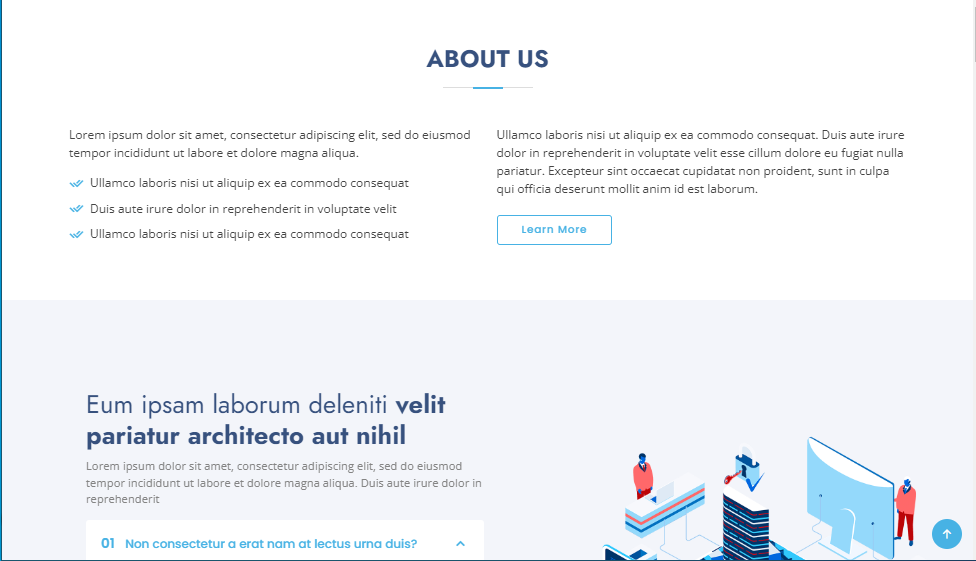 ABOUT US
Lorem ipsum dolor sit amet, consectetur adipiscing elit, sed do eiusmod
tempor incididunt ut labore et dolore magna aliqua.
Ullamco laboris nisi ut aliquip ex ea commodo consequat
Duis aute irure dolor in reprehenderit in voluptate velit
Ullamco laboris nisi ut aliquip ex ea commodo consequat
Ullamco laboris nisi ut aliquip ex ea commodo consequat. Duis aute irure
dolor in reprehenderit in voluptate velit esse cillum dolore eu fugiat nulla
pariatur. Excepteur sint occaecat cupidatat non proident, sunt in culpa
qui officia deserunt mollit anim id est laborum.
Learn More
Eum ipsam laborum deleniti velit
pariatur architecto aut nihil
Lorem ipsum dolor sit amet, consectetur adipiscing elit, sed do eiusmod
tempor incididunt ut labore et dolore magna aliqua. Duis aute irure dolor in
reprehenderit
01 Non consectetur a erat nam at lectus urna duis?